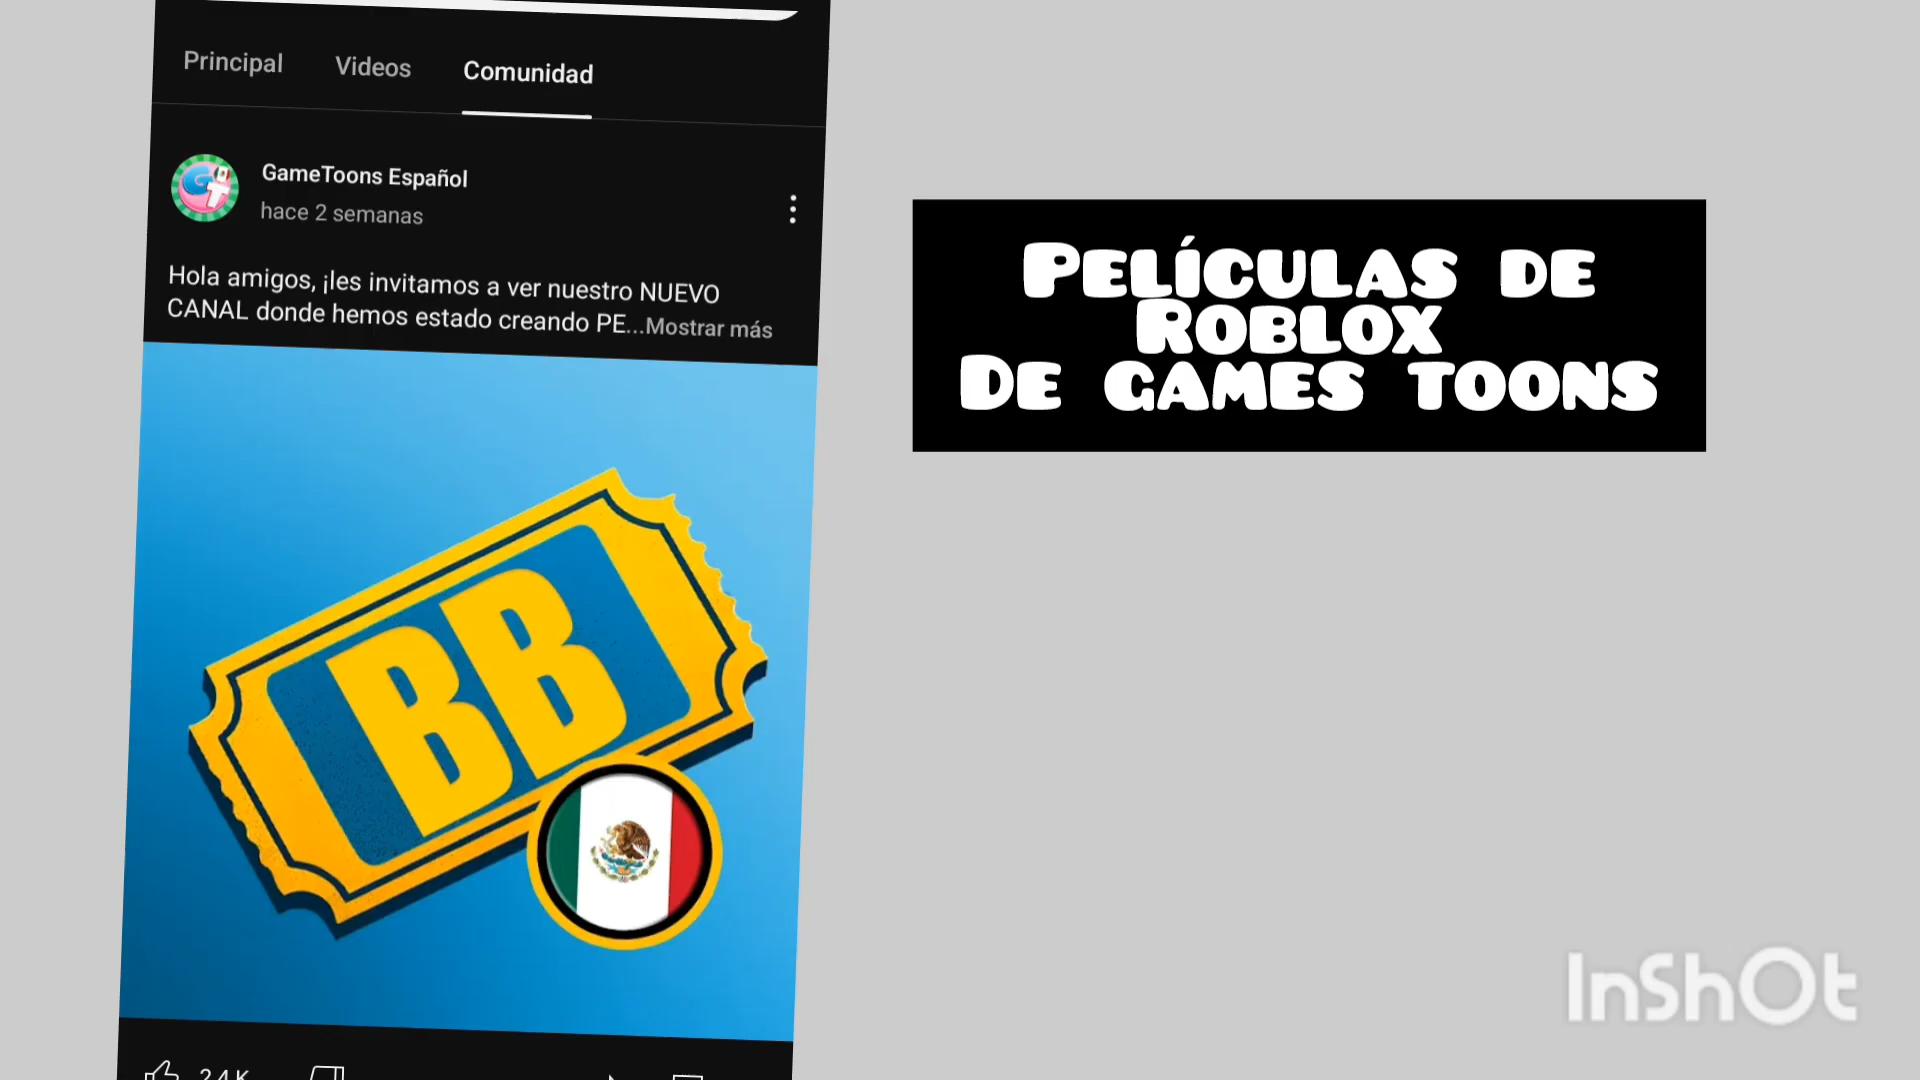 Principal Videos Comunidad
GT
GameToons Español
hace 2 semanas
Hola amigos, ¡les invitamos a ver nuestro NUEVO
CANAL donde hemos estado creando PE...Mostrar más
BB
PELÍCULAS DE
ROBLOX
DE GAMES TOONS
InShOt